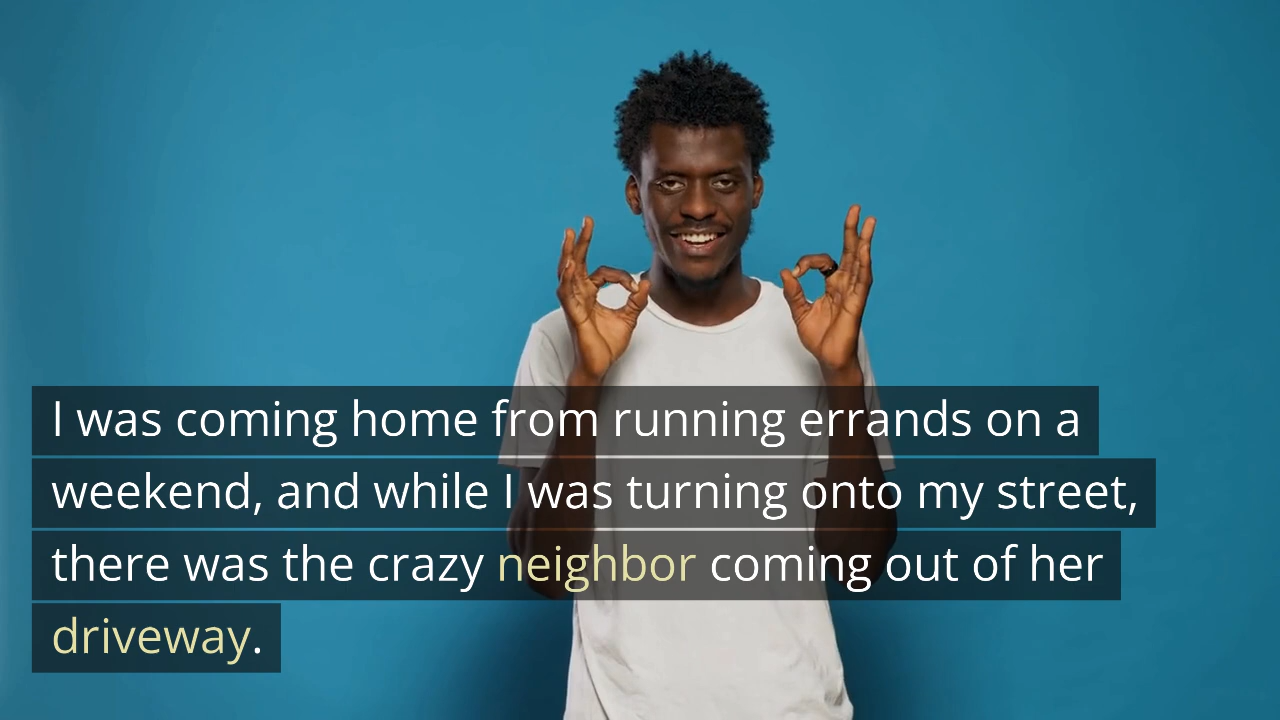 I was coming home from running errands on a
weekend, and while I was turning onto my street,
there was the crazy neighbor coming out of her
driveway.